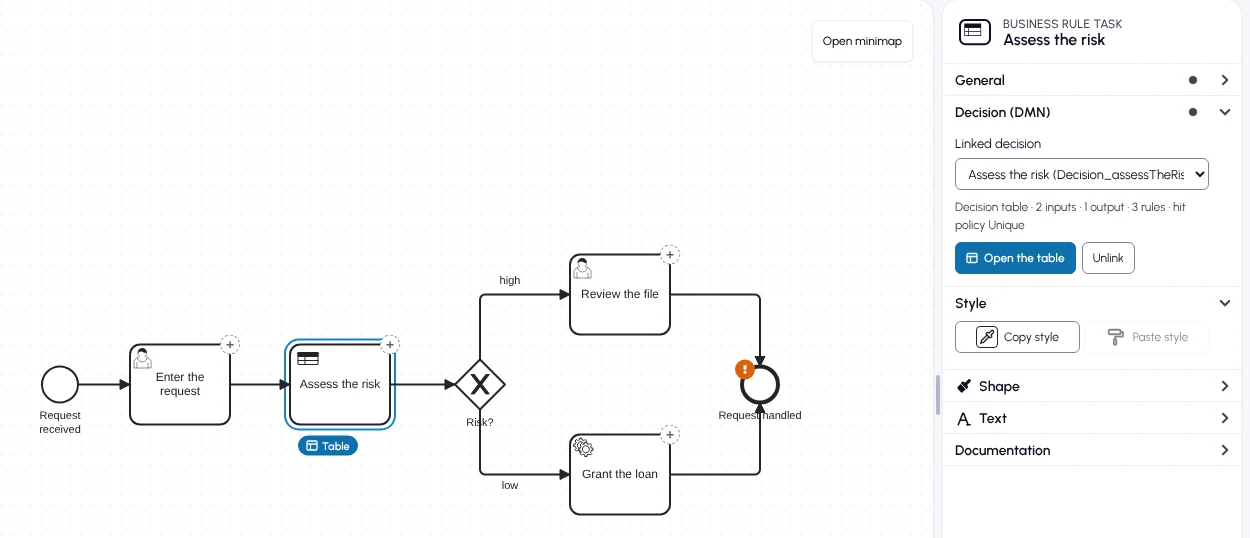 Open minimap
high
Review the file
Enter the
request
Assess the risk
Request
received
Risk?
Request handled
Table
Grant the loan
low
BUSINESS RULE TASK
Assess the risk
General
Decision (DMN)
Linked decision
Assess the risk (Decision_assessTheRis
Decision table · 2 inputs · 1 output · 3 rules · hit
policy Unique
Open the table
Unlink
Style
Copy style
Paste style
Shape
Text
Documentation